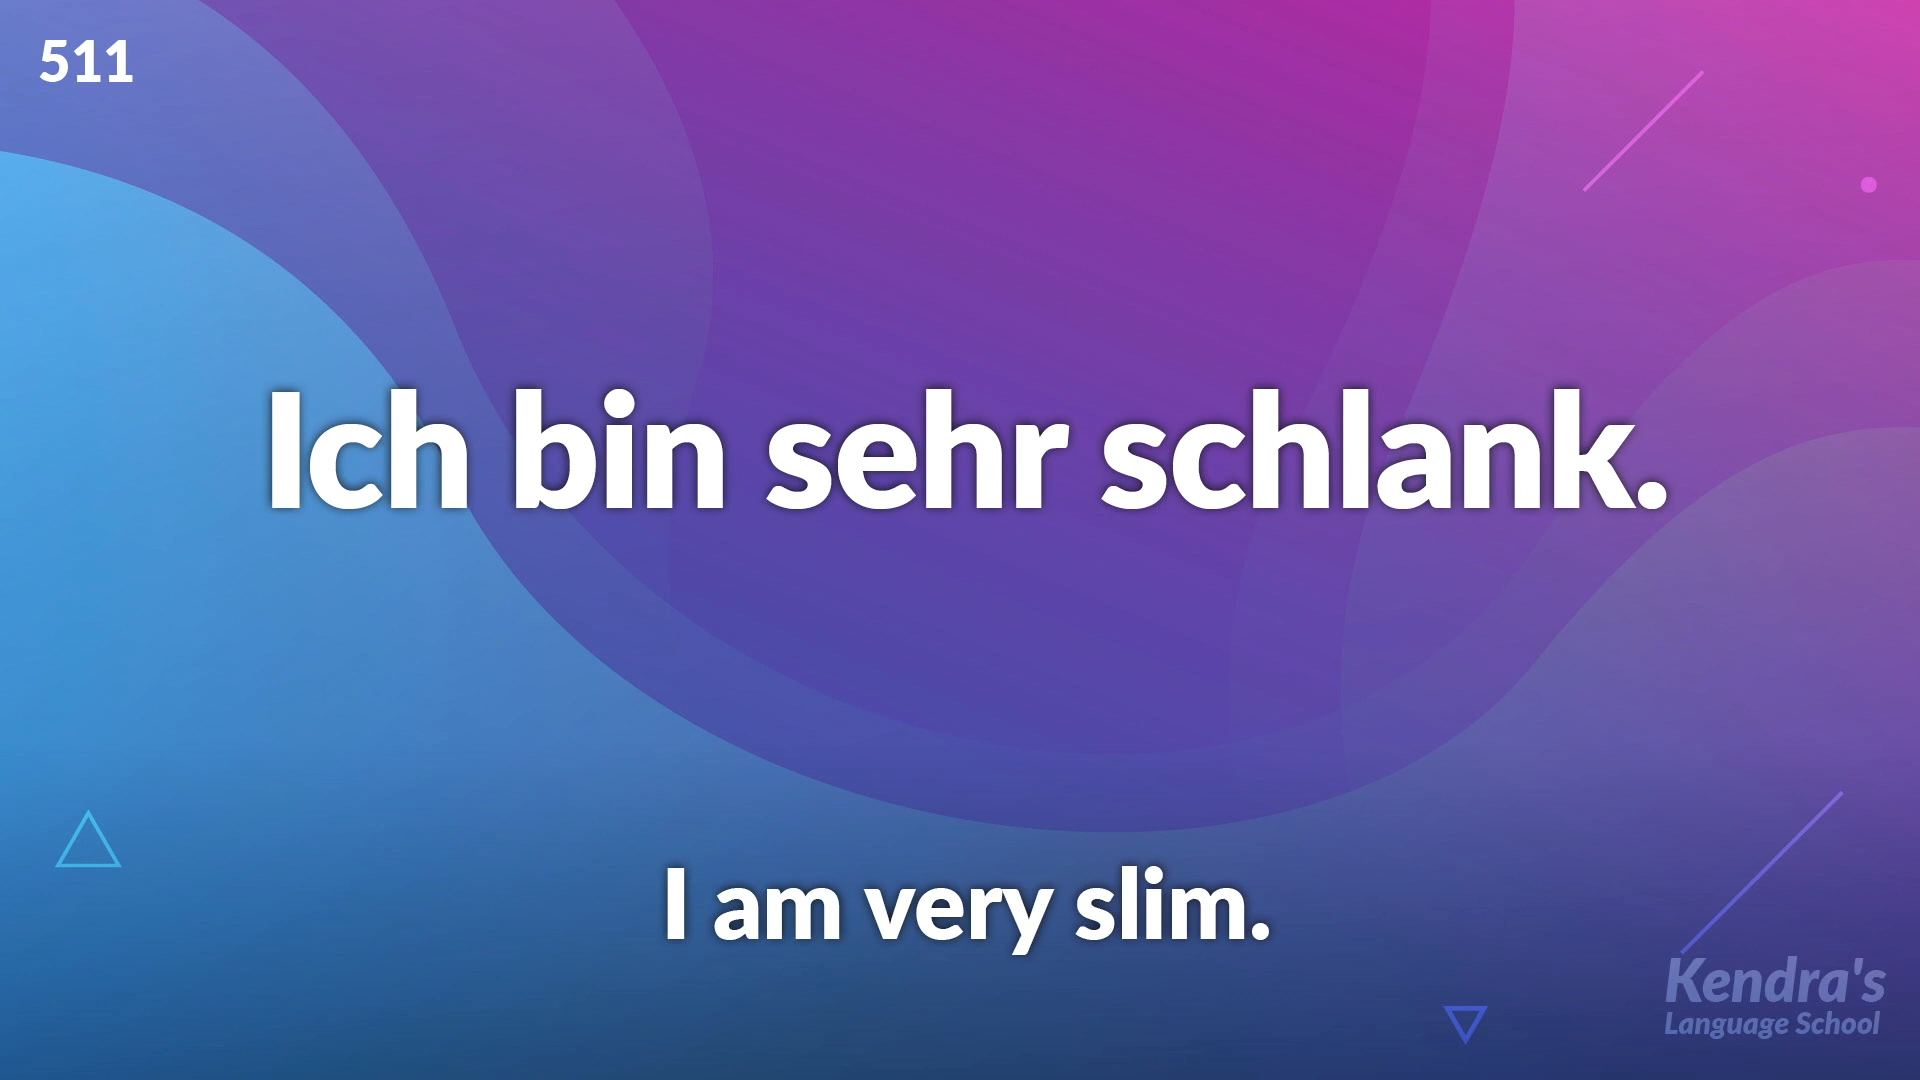 511
Ich bin sehr schlank.
I am very slim.
Kendra's
Language School